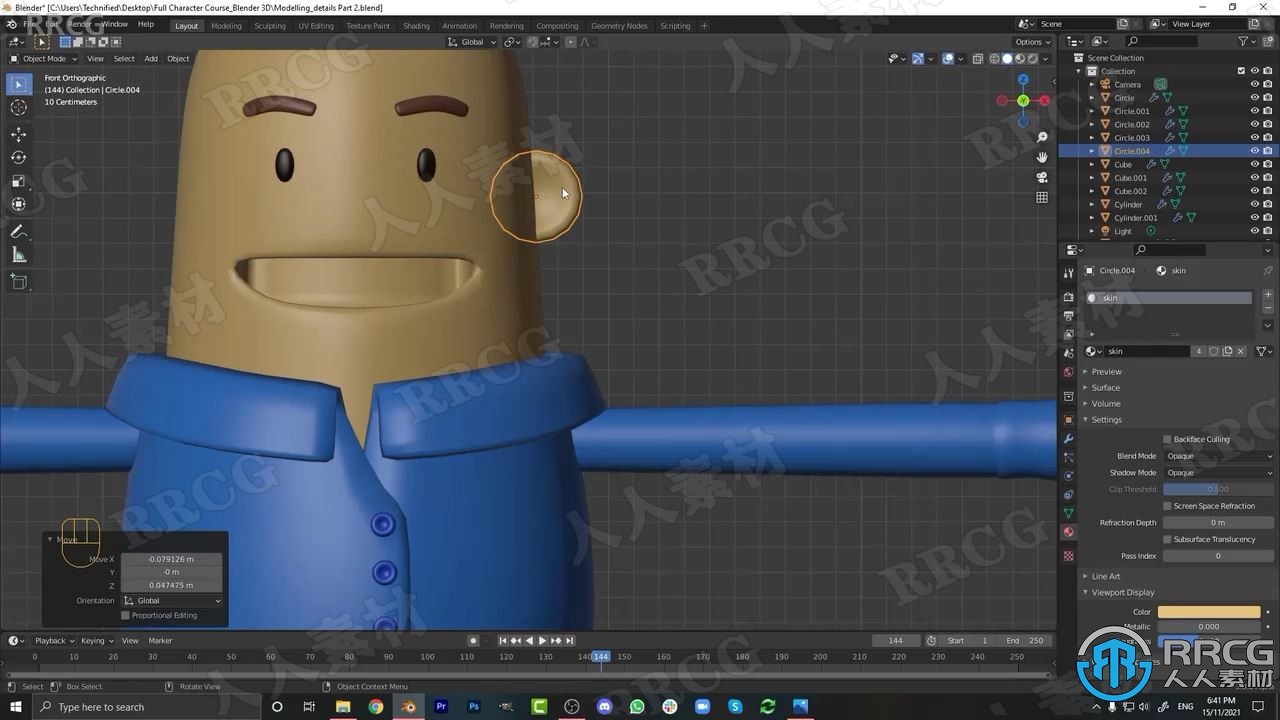 Blender* [C:\Users\Technified\Desktop\Full Character Course_Blender 3D\Modelling_details Part 2.blend]
File Edit Render Window Help Layout Modeling Sculpting UV Editing Texture Paint Shading Animation Rendering Compositing Geometry Nodes Scripting + Scene View Layer
RRCG
Global Options
Object Mode View Select Add Object
Front Orthographic
(144) Collection | Circle.004
10 Centimeters
Z
Y
X
Scene Collection
Collection
Camera
Circle
Circle.001
Circle.002
Circle.003
Circle.004
Cube
Cube.001
Cube.002
Cylinder
Cylinder.001
Light
Circle.004 skin
skin
skin 4
Preview
Surface
Volume
Settings
Backface Culling
Blend Mode Opaque
Shadow Mode Opaque
Clip Threshold 0.500
Screen Space Refraction
Refraction Depth 0 m
Subsurface Translucency
Pass Index 0
Line Art
Viewport Display
Color
Metallic 0.000
Move
Move X -0.079126 m
Y -0 m
Z 0.047475 m
Orientation Global
Proportional Editing
Playback Keying View Marker 144 Start 1 End 250
0 10 20 30 40 50 60 70 80 90 100 110 120 130 144 150 160 170 180 190 200 210 220 230 240 250
Select Box Select Rotate View Object Context Menu
RRCG
人人素材
Type here to search
ENG
6:41 PM
15/11/2021